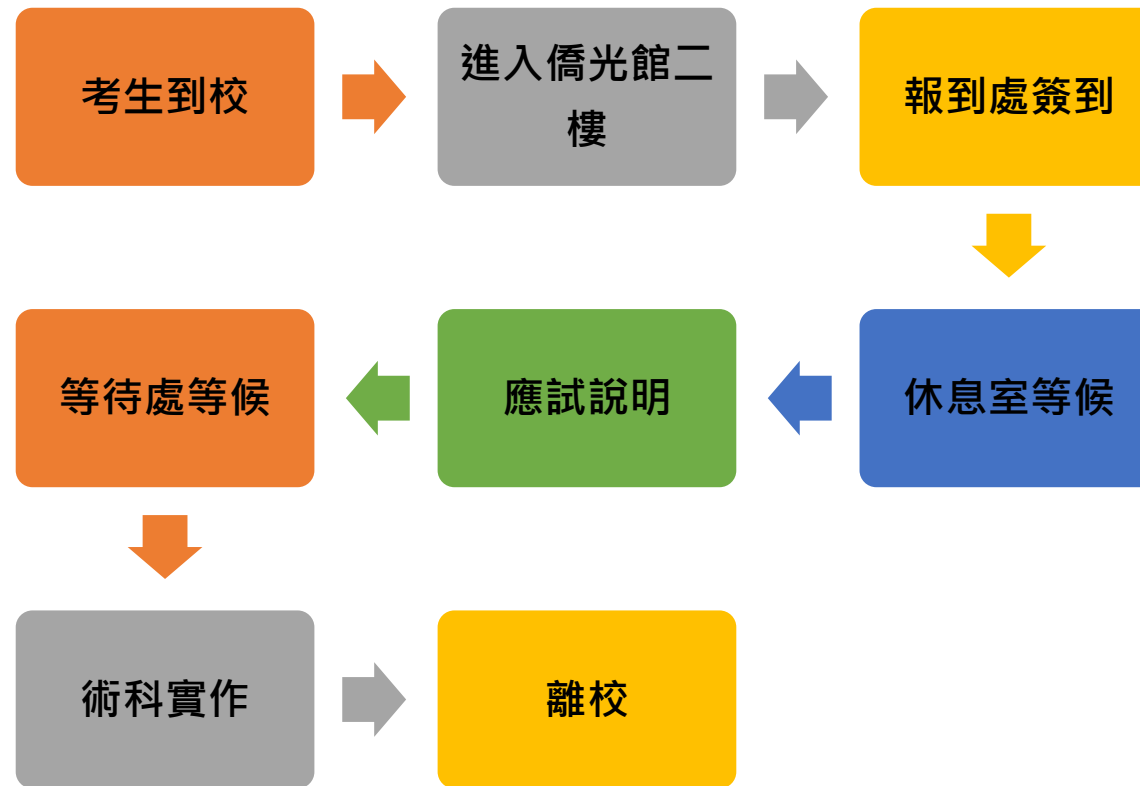 考生到校
進入僑光館二
樓
報到處簽到
休息室等候
應試說明
等待處等候
術科實作
離校